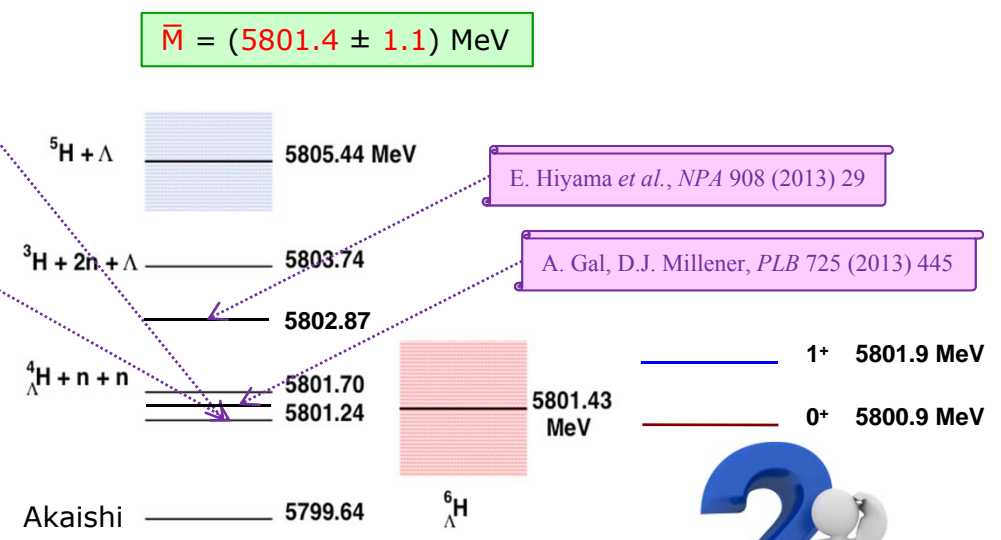 M̅ = (5801.4 ± 1.1) MeV
⁵H + Λ
5805.44 MeV
E. Hiyama et al., NPA 908 (2013) 29
³H + 2n + Λ
5803.74
A. Gal, D.J. Millener, PLB 725 (2013) 445
5802.87
1⁺ 5801.9 MeV
⁴ΛH + n + n
5801.70
5801.24
5801.43
MeV
0⁺ 5800.9 MeV
Akaishi
5799.64
⁶ΛH